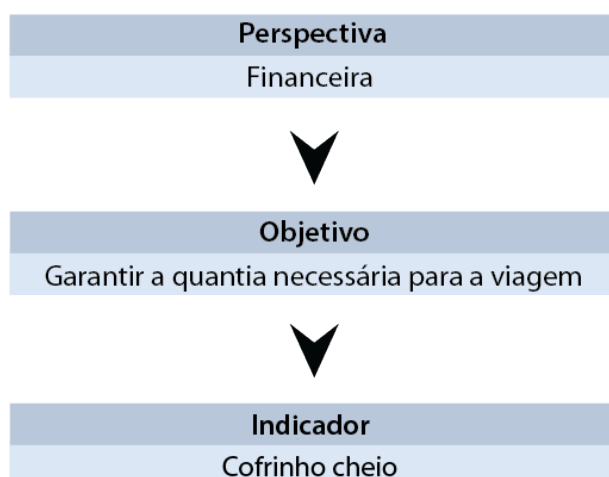 Perspectiva
Financeira
Objetivo
Garantir a quantia necessária para a viagem
Indicador
Cofrinho cheio